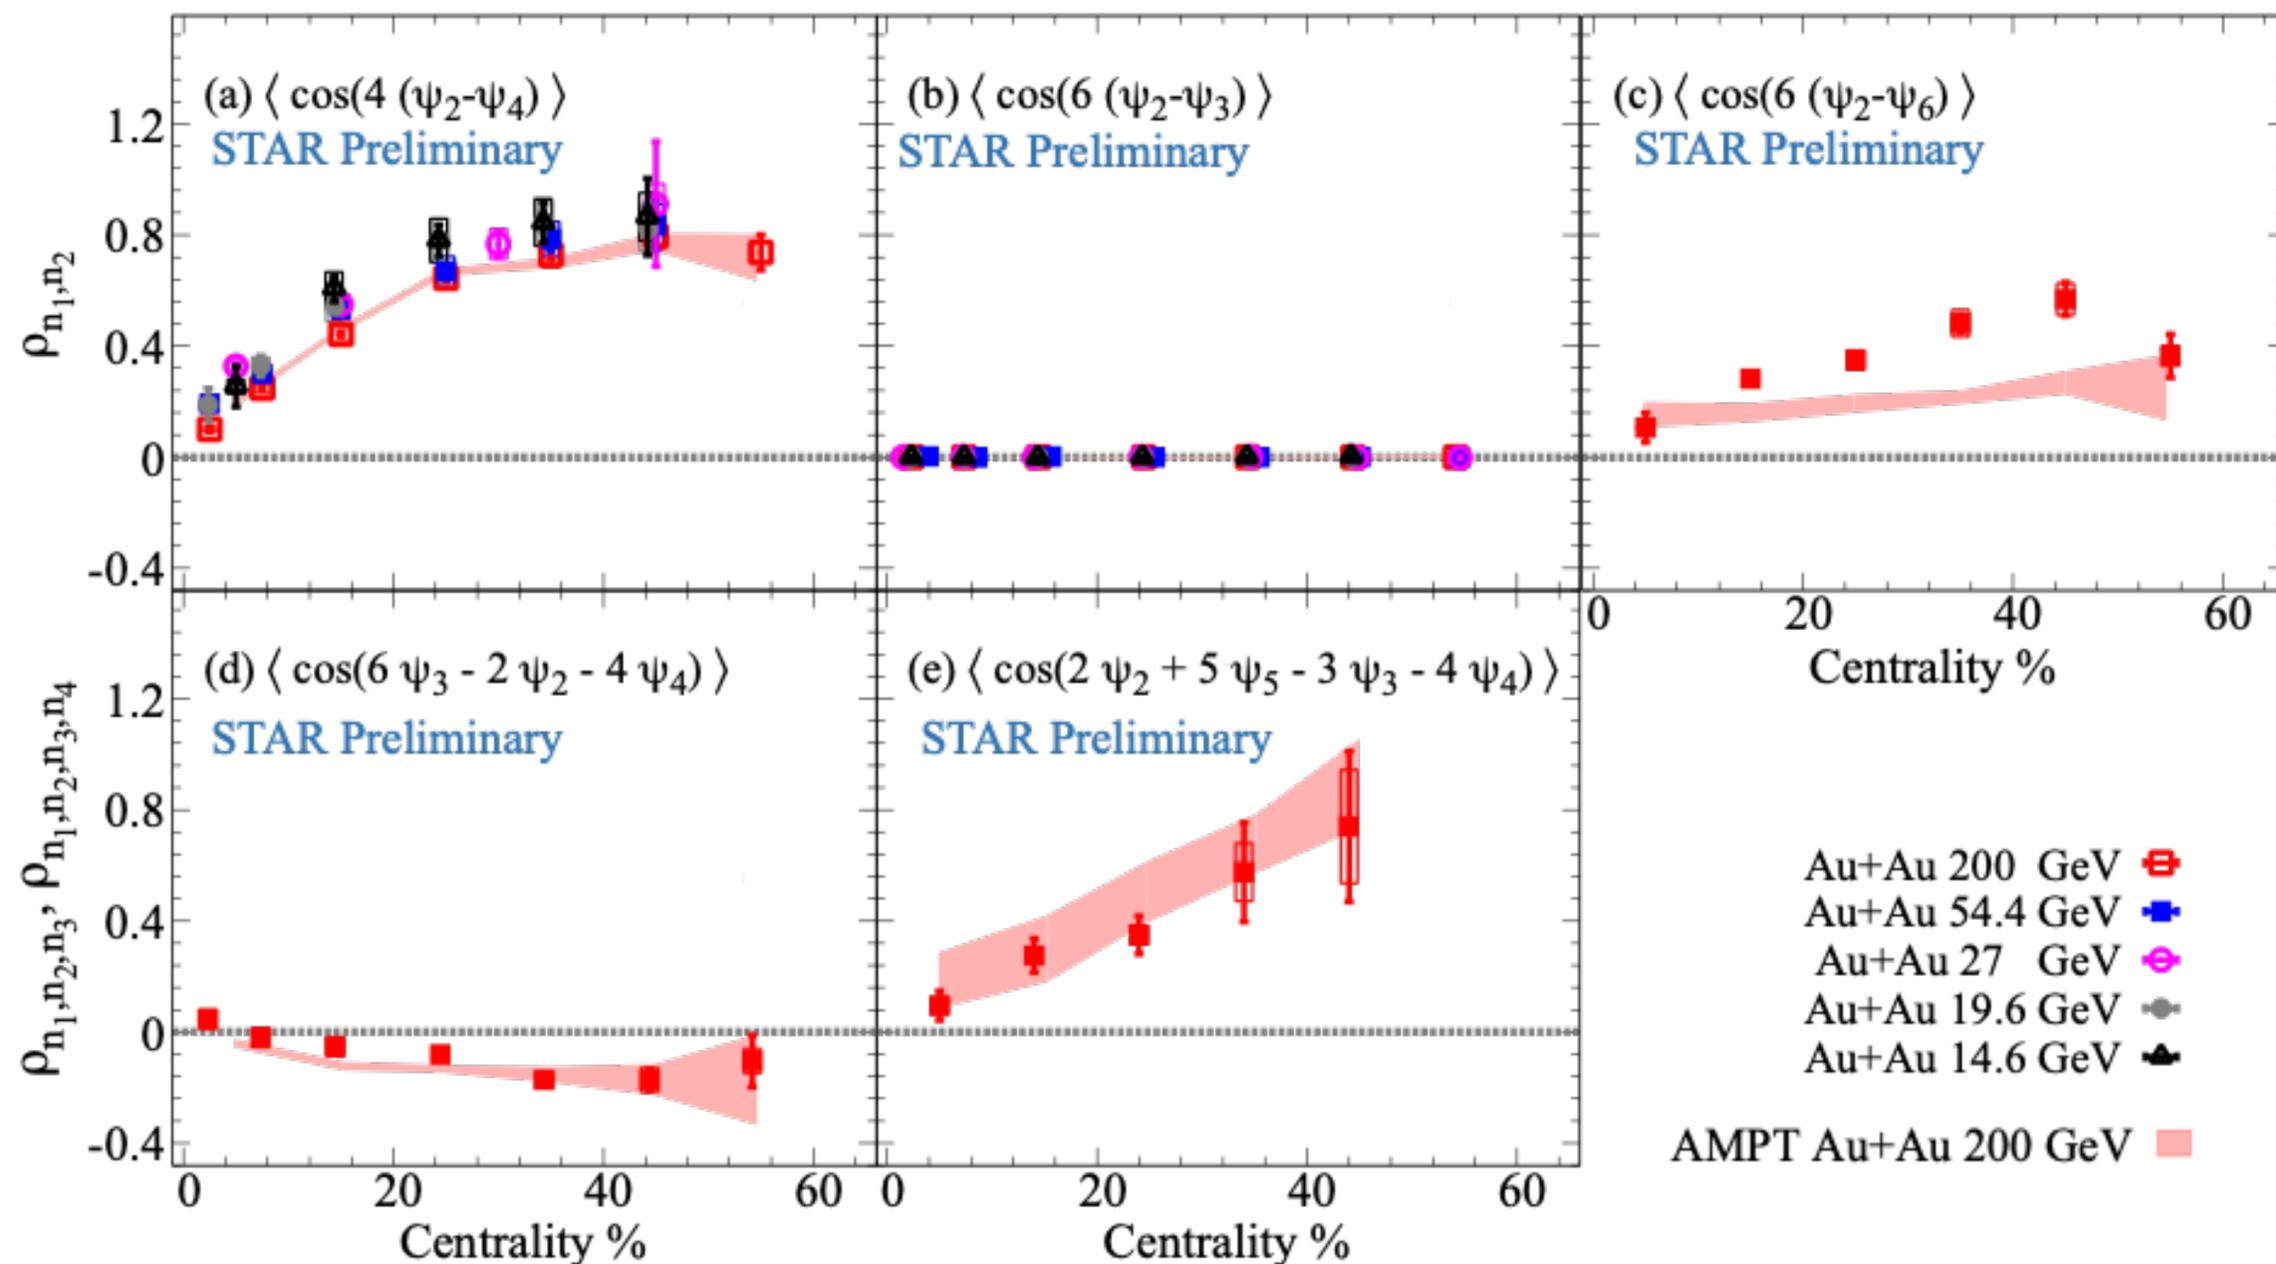 (a) ⟨ cos(4 (ψ₂-ψ₄) ⟩
STAR Preliminary
(b) ⟨ cos(6 (ψ₂-ψ₃) ⟩
STAR Preliminary
(c) ⟨ cos(6 (ψ₂-ψ₆) ⟩
STAR Preliminary
1.2
0.8
0.4
0
-0.4
ρn₁,n₂
0 20 40 60
Centrality %
(d) ⟨ cos(6 ψ₃ - 2 ψ₂ - 4 ψ₄) ⟩
STAR Preliminary
(e) ⟨ cos(2 ψ₂ + 5 ψ₅ - 3 ψ₃ - 4 ψ₄) ⟩
STAR Preliminary
1.2
0.8
0.4
0
-0.4
ρn₁,n₂,n₃, ρn₁,n₂,n₃,n₄
0 20 40 60
Centrality %
0 20 40 60
Centrality %
Au+Au 200 GeV
Au+Au 54.4 GeV
Au+Au 27 GeV
Au+Au 19.6 GeV
Au+Au 14.6 GeV
AMPT Au+Au 200 GeV